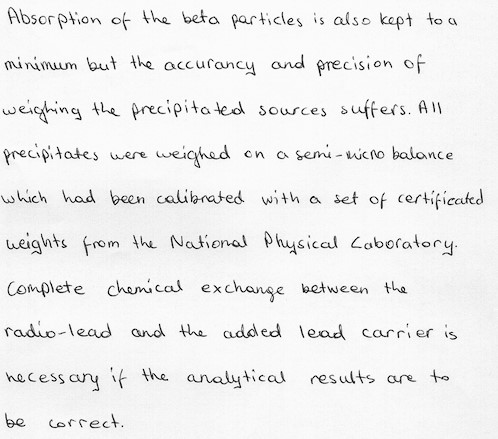 Absorption of the beta particles is also kept to a
minimum but the accurancy and precision of
weighing the precipitated sources suffers. All
precipitates were weighed on a semi-micro balance
which had been calibrated with a set of certificated
weights from the National Physical Laboratory.
Complete chemical exchange between the
radio-lead and the added lead carrier is
necessary if the analytical results are to
be correct.